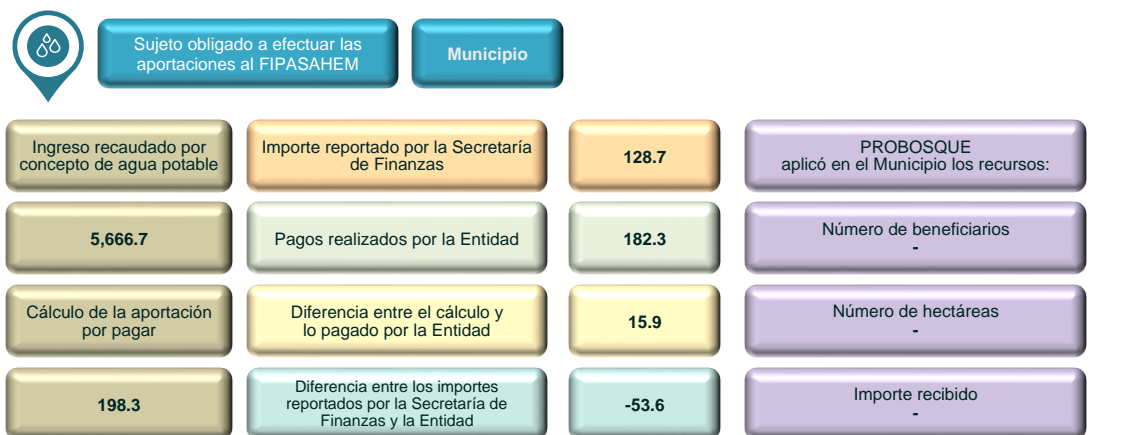 Sujeto obligado a efectuar las
aportaciones al FIPASAHEM
Municipio
Ingreso recaudado por
concepto de agua potable
Importe reportado por la Secretaría
de Finanzas
128.7
PROBOSQUE
aplicó en el Municipio los recursos:
5,666.7
Pagos realizados por la Entidad
182.3
Número de beneficiarios
-
Cálculo de la aportación
por pagar
Diferencia entre el cálculo y
lo pagado por la Entidad
15.9
Número de hectáreas
-
198.3
Diferencia entre los importes
reportados por la Secretaría de
Finanzas y la Entidad
-53.6
Importe recibido
-